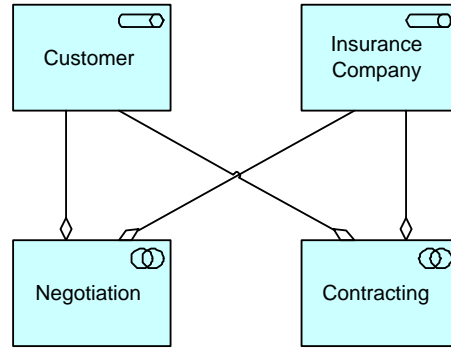 Customer
Insurance
Company
Negotiation
Contracting